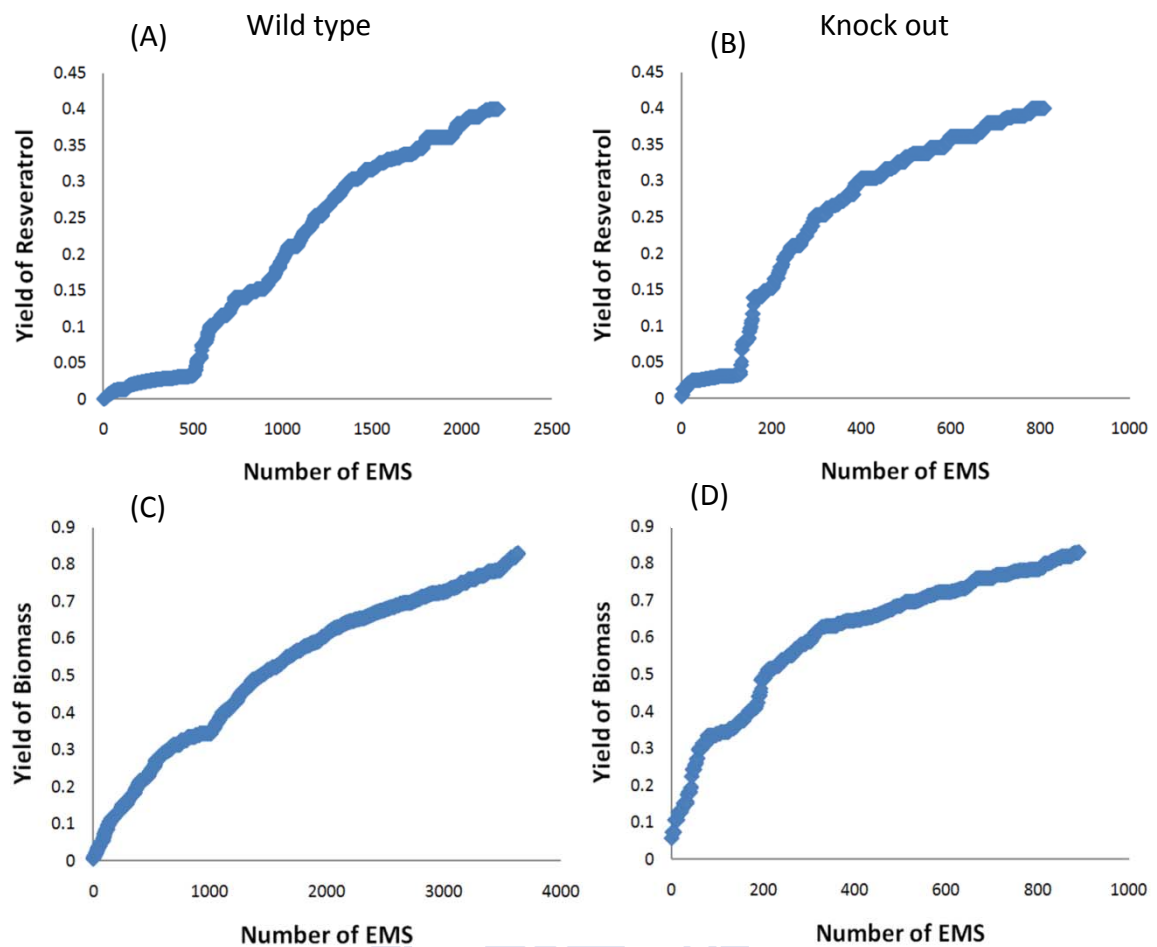 Wild type
Knock out
(A)
(B)
Yield of Resveratrol
0.45
0.4
0.35
0.3
0.25
0.2
0.15
0.1
0.05
0
0 500 1000 1500 2000 2500
Number of EMS
Yield of Resveratrol
0.45
0.4
0.35
0.3
0.25
0.2
0.15
0.1
0.05
0
0 200 400 600 800 1000
Number of EMS
(C)
(D)
Yield of Biomass
0.9
0.8
0.7
0.6
0.5
0.4
0.3
0.2
0.1
0
0 1000 2000 3000 4000
Number of EMS
Yield of Biomass
0.9
0.8
0.7
0.6
0.5
0.4
0.3
0.2
0.1
0
0 200 400 600 800 1000
Number of EMS